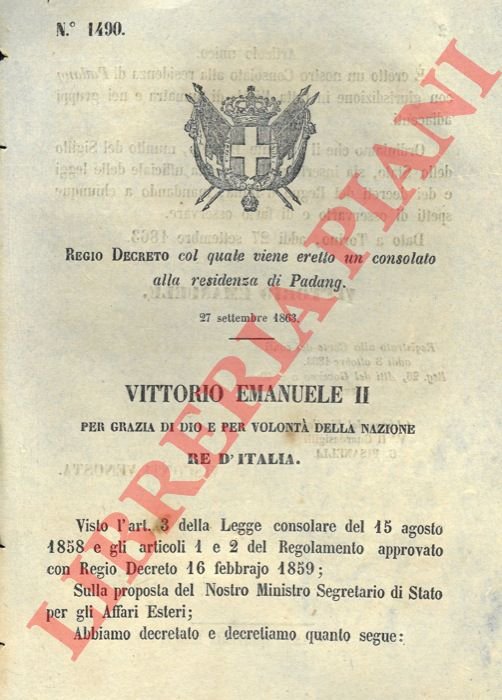 N.° 1490.
REGIO DECRETO col quale viene eretto un consolato
alla residenza di Padang.
27 settembre 1863.
VITTORIO EMANUELE II
PER GRAZIA DI DIO E PER VOLONTÀ DELLA NAZIONE
RE D'ITALIA.
Visto l'art. 3 della Legge consolare del 15 agosto
1858 e gli articoli 1 e 2 del Regolamento approvato
con Regio Decreto 16 febbrajo 1859;
Sulla proposta del Nostro Ministro Segretario di Stato
per gli Affari Esteri;
Abbiamo decretato e decretiamo quanto segue:
LIBRERIA PIANI